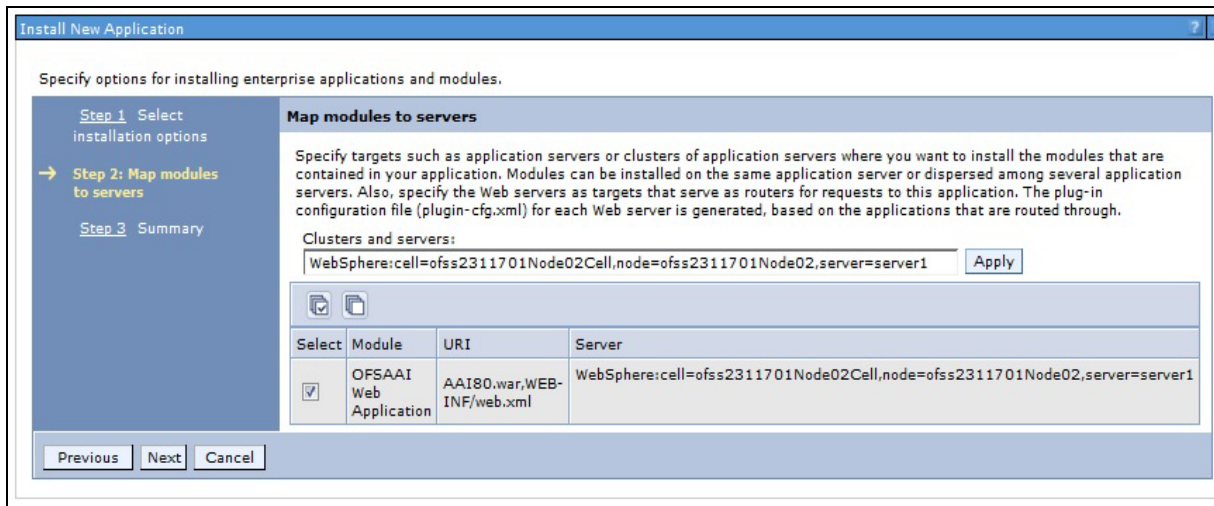 Install New Application
?
Specify options for installing enterprise applications and modules.
Step 1 Select
installation options
Step 2: Map modules
to servers
Step 3 Summary
Map modules to servers
Specify targets such as application servers or clusters of application servers where you want to install the modules that are
contained in your application. Modules can be installed on the same application server or dispersed among several application
servers. Also, specify the Web servers as targets that serve as routers for requests to this application. The plug-in
configuration file (plugin-cfg.xml) for each Web server is generated, based on the applications that are routed through.
Clusters and servers:
WebSphere:cell=ofss2311701Node02Cell,node=ofss2311701Node02,server=server1 Apply
Select Module URI Server
OFSAAI
Web
Application
AAI80.war,WEB-
INF/web.xml
WebSphere:cell=ofss2311701Node02Cell,node=ofss2311701Node02,server=server1
Previous Next Cancel